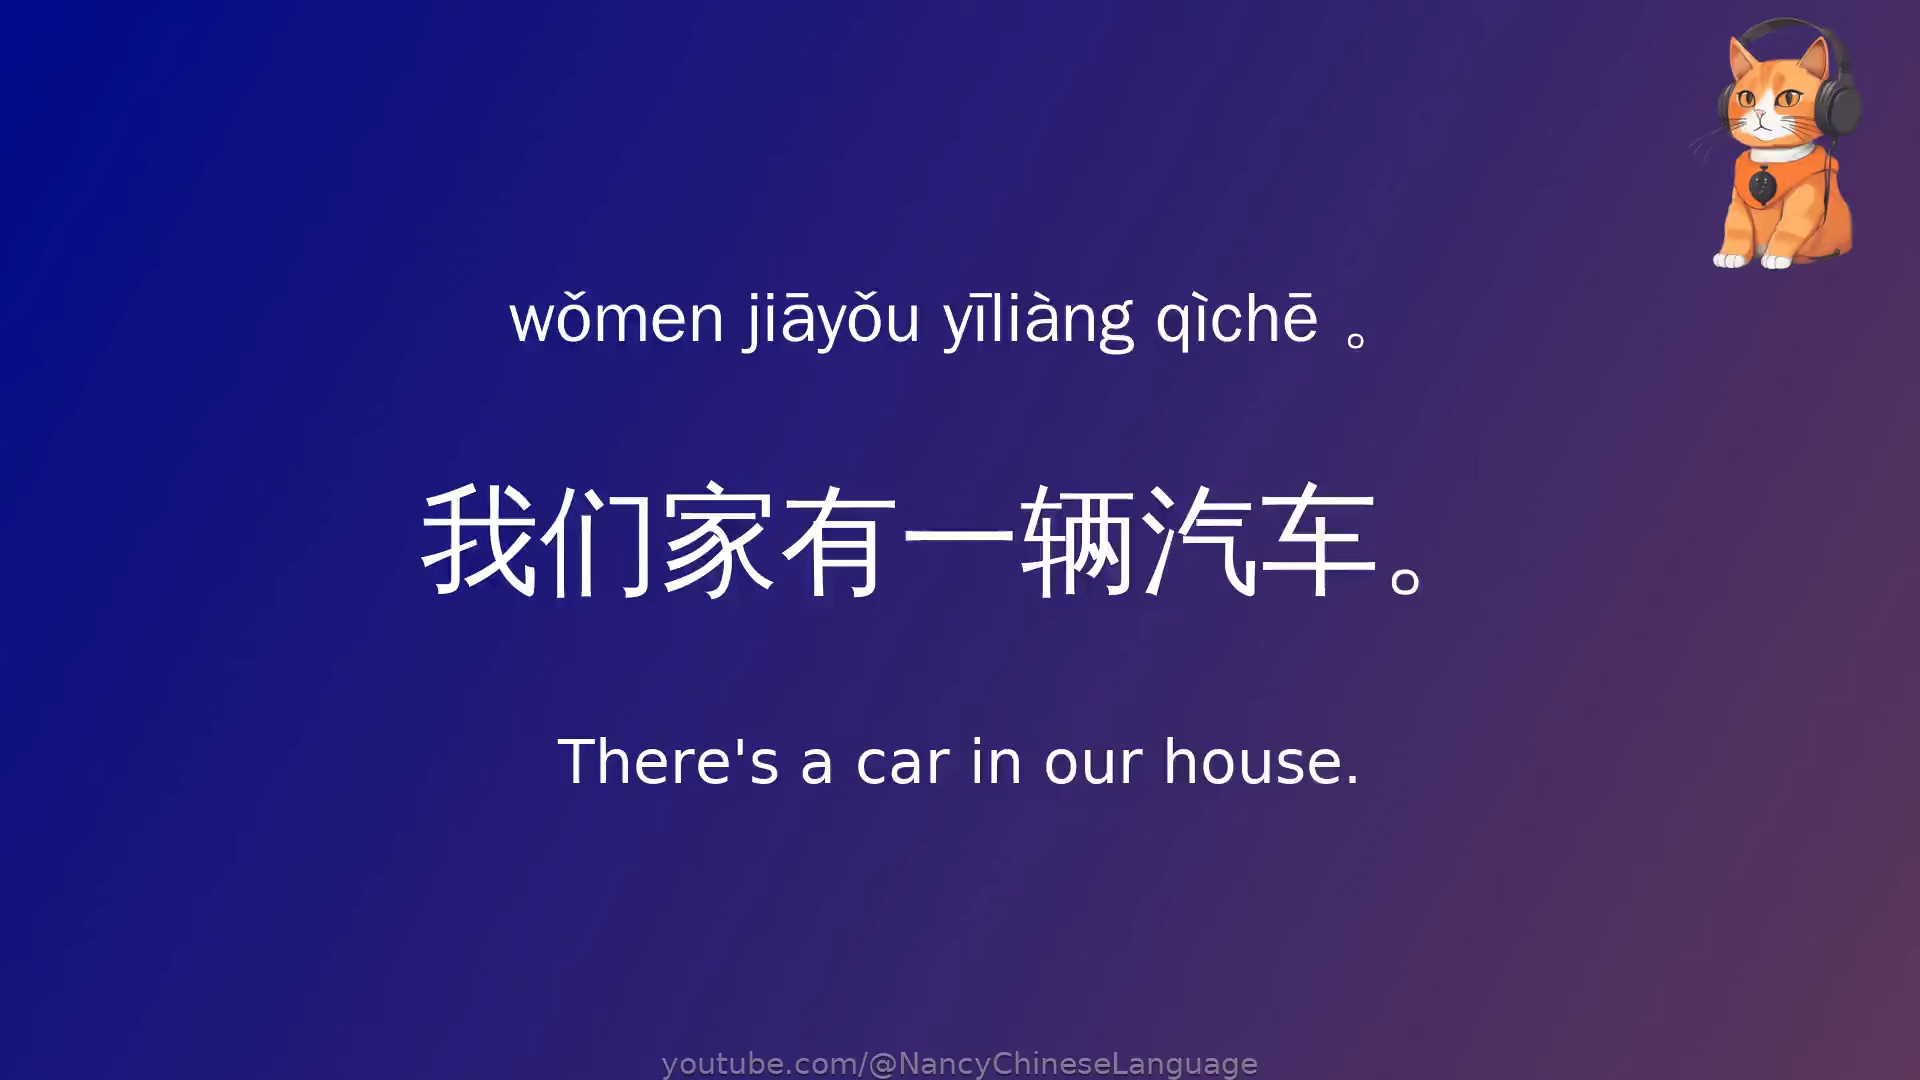 wǒmen jiāyǒu yīliàng qìchē 。
我们家有一辆汽车。
There's a car in our house.
youtube.com/@NancyChineseLanguage